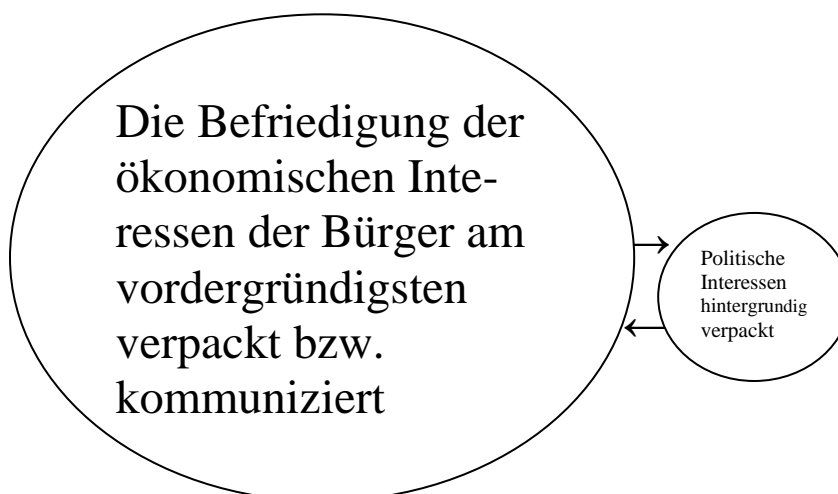 Die Befriedigung der
ökonomischen Inte-
ressen der Bürger am
vordergründigsten
verpackt bzw.
kommuniziert
Politische
Interessen
hintergrundig
verpackt